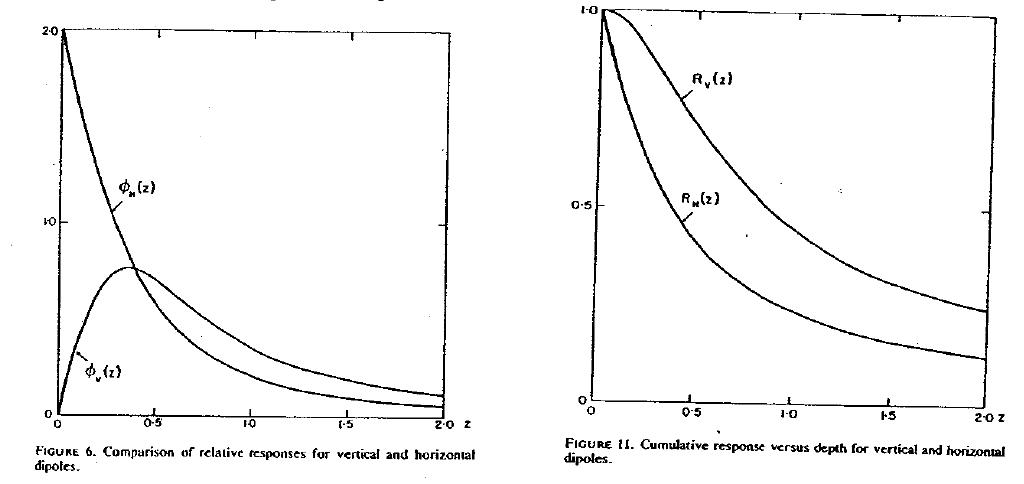 2·0
1·0
0
0
0·5
1·0
1·5
2·0 z
ϕH(z)
ϕV(z)
FIGURE 6. Comparison of relative responses for vertical and horizontal
dipoles.
1·0
0·5
0
0
0·5
1·0
1·5
2·0 z
RV(z)
RH(z)
FIGURE 11. Cumulative response versus depth for vertical and horizontal
dipoles.